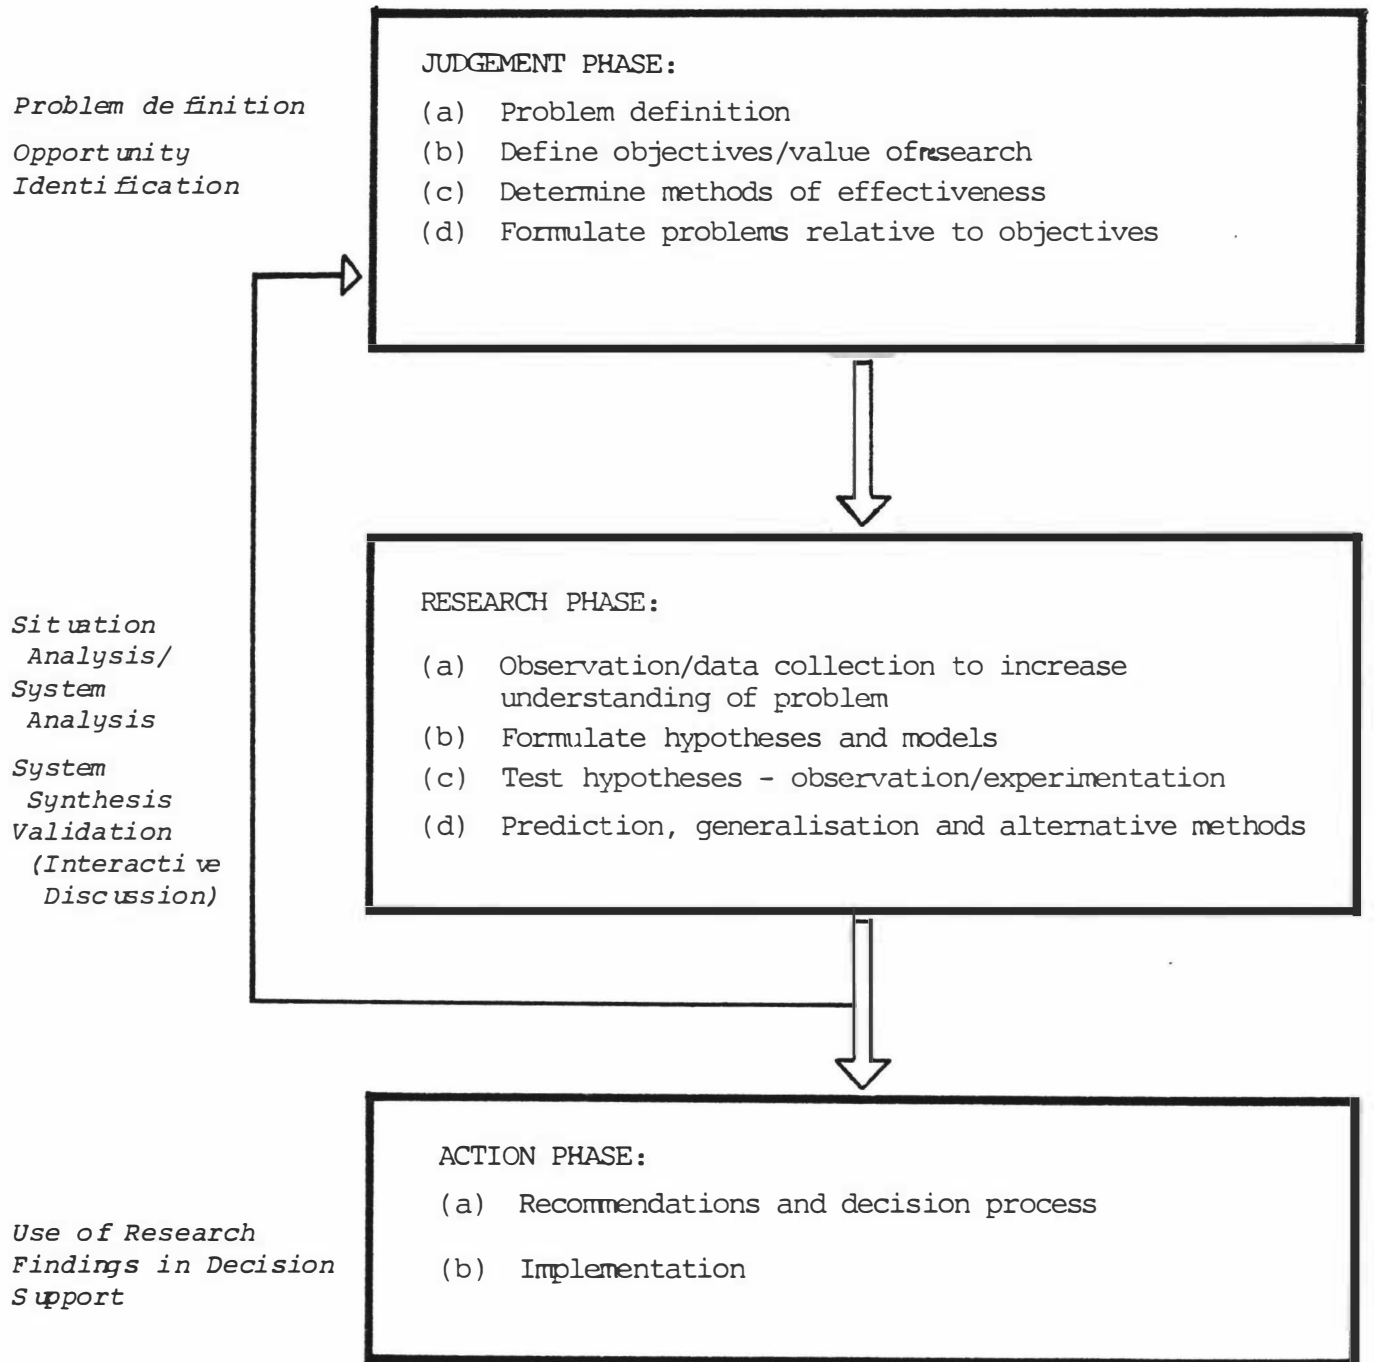 Problem definition
Opportunity
Identification
JUDGEMENT PHASE:
(a) Problem definition
(b) Define objectives/value of research
(c) Determine methods of effectiveness
(d) Formulate problems relative to objectives
Situation
Analysis/
System
Analysis
System
Synthesis
Validation
(Interactive
Discussion)
RESEARCH PHASE:
(a) Observation/data collection to increase
understanding of problem
(b) Formulate hypotheses and models
(c) Test hypotheses - observation/experimentation
(d) Prediction, generalisation and alternative methods
Use of Research
Findings in Decision
Support
ACTION PHASE:
(a) Recommendations and decision process
(b) Implementation